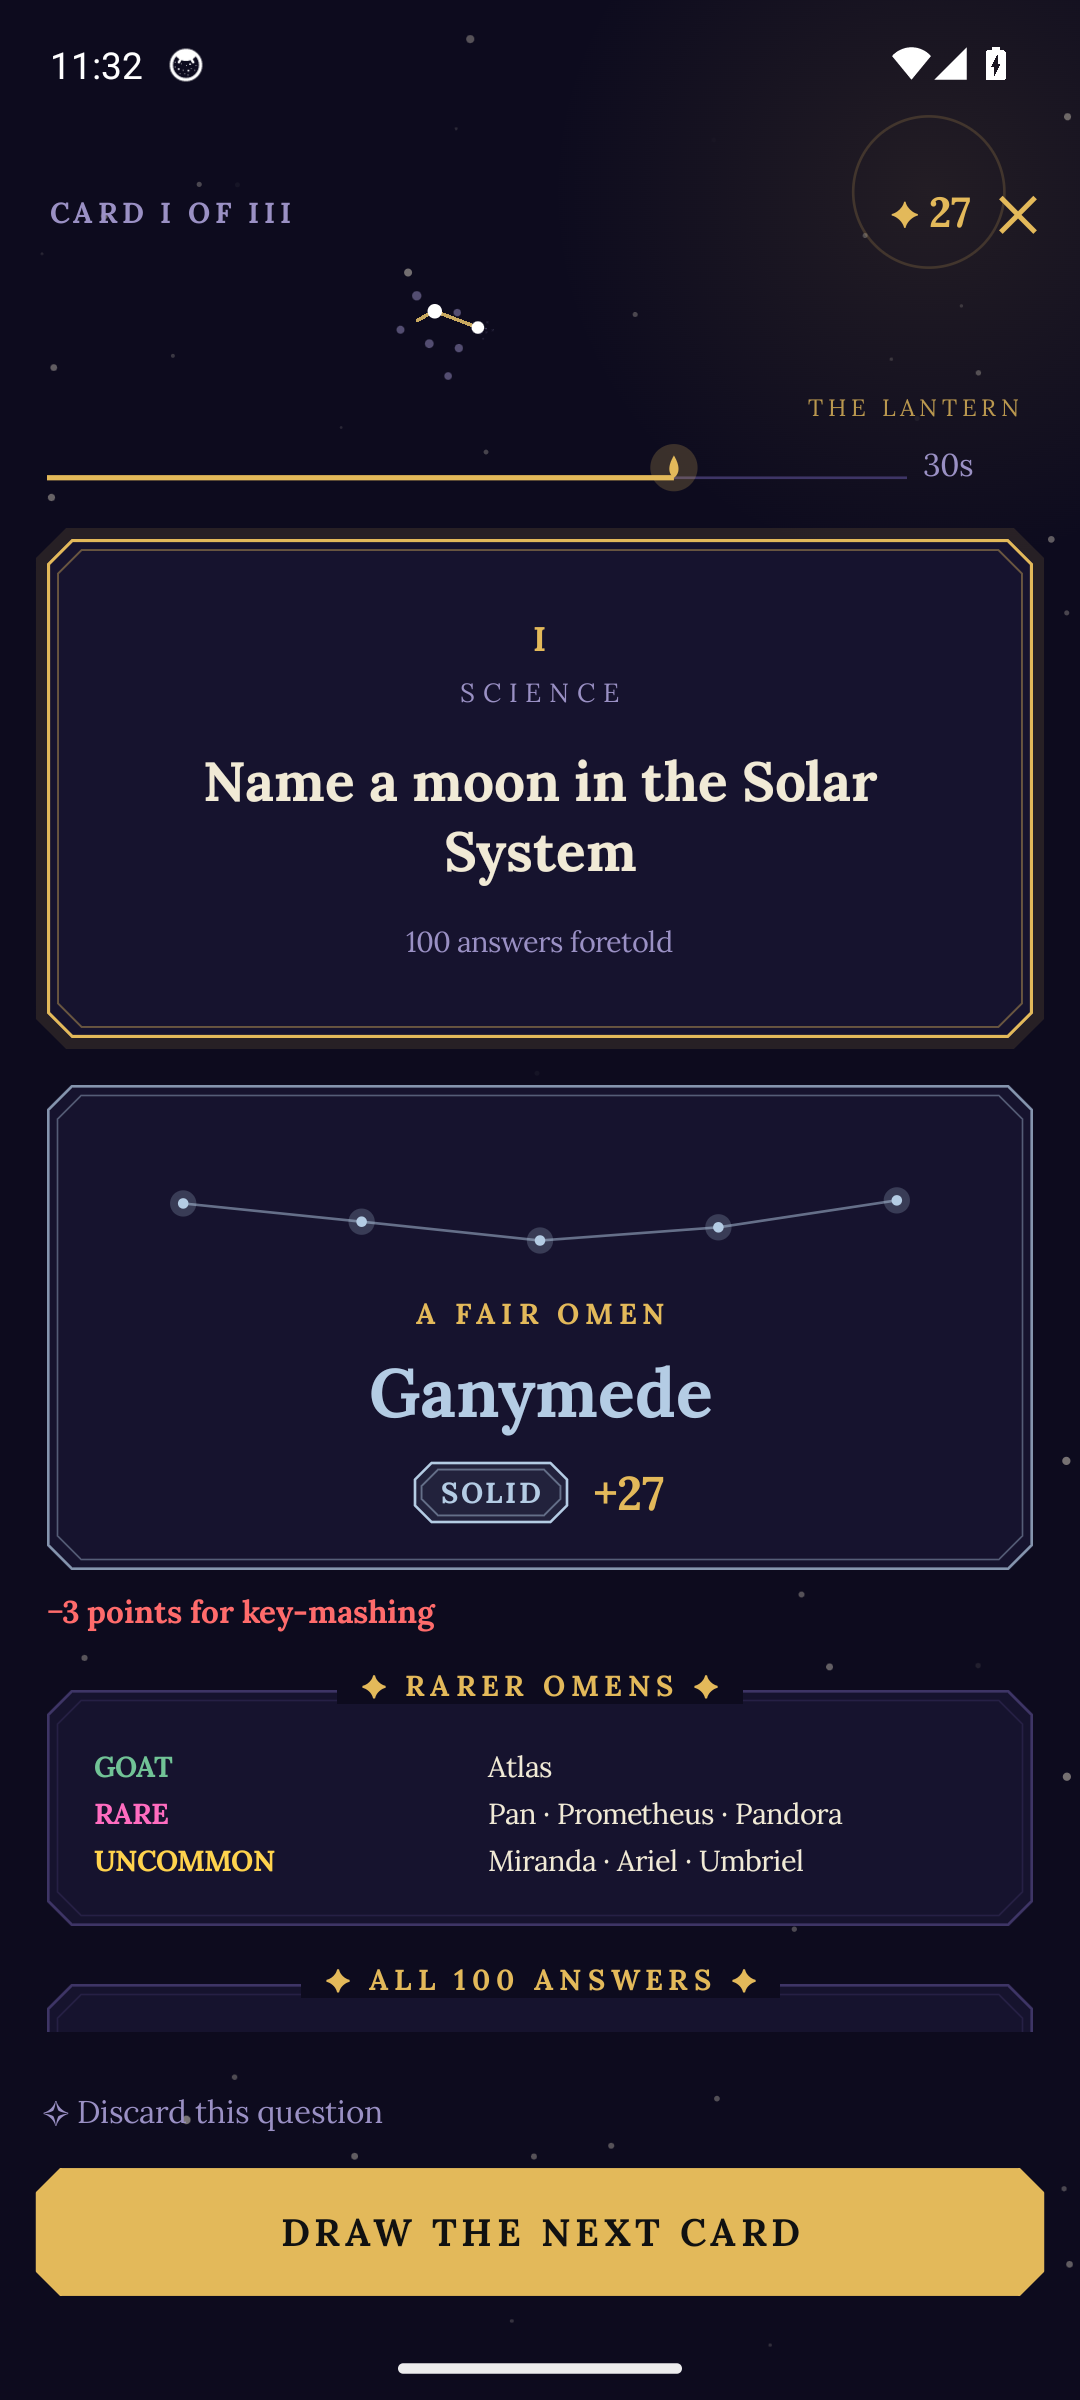 11:32
CARD I OF III
27
THE LANTERN
30s
I
SCIENCE
Name a moon in the Solar
System
100 answers foretold
A FAIR OMEN
Ganymede
SOLID +27
−3 points for key-mashing
RARER OMENS
GOAT Atlas
RARE Pan · Prometheus · Pandora
UNCOMMON Miranda · Ariel · Umbriel
ALL 100 ANSWERS
Discard this question
DRAW THE NEXT CARD